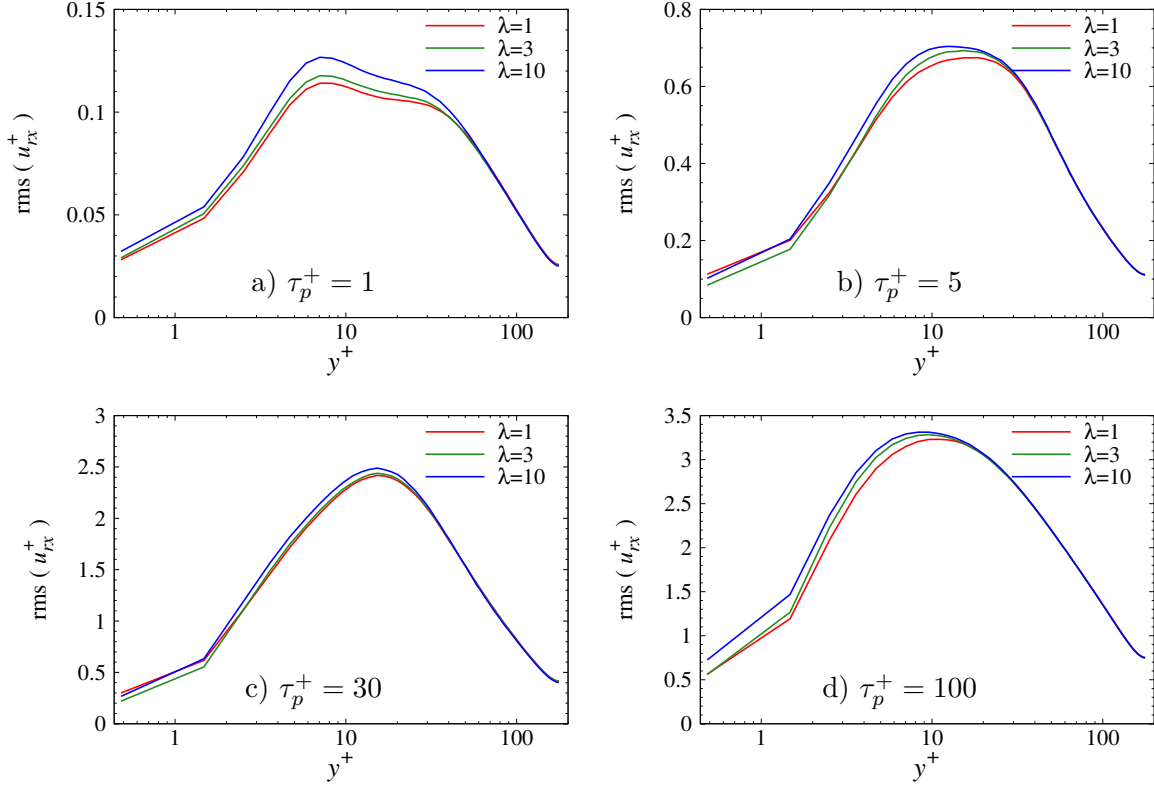 0.15
0.1
0.05
0
rms ( u⁺rx )
λ=1
λ=3
λ=10
a) τp⁺ = 1
1
10
100
y⁺
0.8
0.6
0.4
0.2
0
rms ( u⁺rx )
λ=1
λ=3
λ=10
b) τp⁺ = 5
1
10
100
y⁺
3
2.5
2
1.5
1
0.5
0
rms ( u⁺rx )
λ=1
λ=3
λ=10
c) τp⁺ = 30
1
10
100
y⁺
3.5
3
2.5
2
1.5
1
0.5
0
rms ( u⁺rx )
λ=1
λ=3
λ=10
d) τp⁺ = 100
1
10
100
y⁺